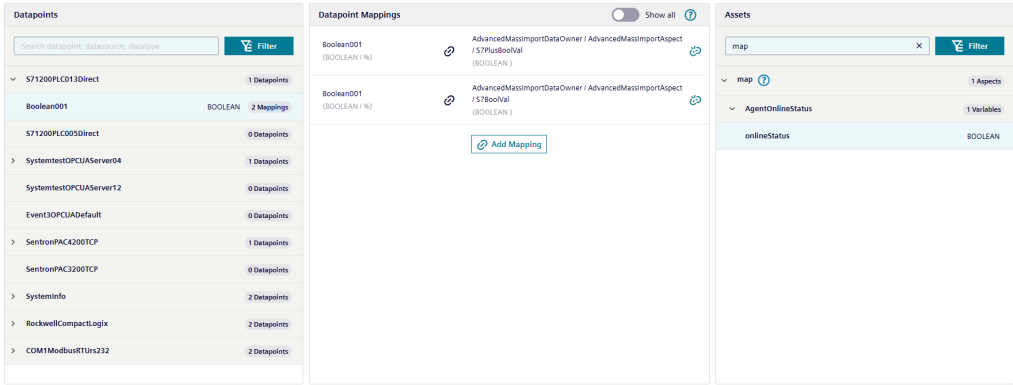 Datapoints
Search datapoint, datasource, datatype
Filter
S71200PLC013Direct 1 Datapoints
Boolean001 BOOLEAN 2 Mappings
S71200PLC005Direct 0 Datapoints
SystemtestOPCUAServer04 1 Datapoints
SystemtestOPCUAServer12 0 Datapoints
Event3OPCUADefault 0 Datapoints
SentronPAC4200TCP 1 Datapoints
SentronPAC3200TCP 0 Datapoints
SystemInfo 2 Datapoints
RockwellCompactLogix 2 Datapoints
COM1ModbusRTUrs232 2 Datapoints
Datapoint Mappings Show all ?
Boolean001
(BOOLEAN / %)
AdvancedMassImportDataOwner / AdvancedMassImportAspect
/ S7PlusBoolVal
(BOOLEAN )
Boolean001
(BOOLEAN / %)
AdvancedMassImportDataOwner / AdvancedMassImportAspect
/ S7BoolVal
(BOOLEAN )
Add Mapping
Assets
map
Filter
map ? 1 Aspects
AgentOnlineStatus 1 Variables
onlineStatus BOOLEAN